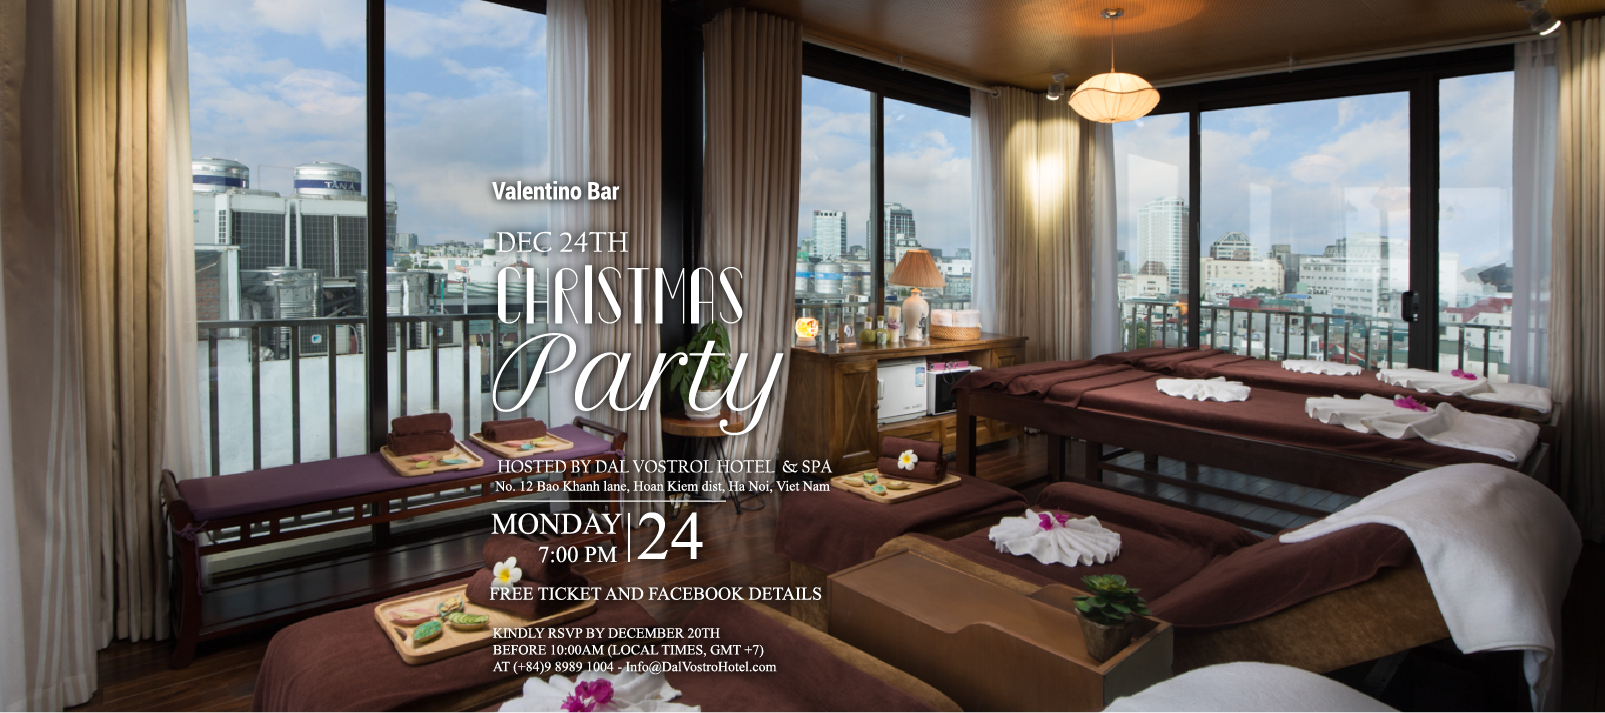 TANA
Valentino Bar
DEC 24TH
CHRISTMAS
Party
HOSTED BY DAL VOSTROL HOTEL & SPA
No. 12 Bao Khanh lane, Hoan Kiem dist, Ha Noi, Viet Nam
MONDAY
7:00 PM
24
FREE TICKET AND FACEBOOK DETAILS
KINDLY RSVP BY DECEMBER 20TH
BEFORE 10:00AM (LOCAL TIMES, GMT +7)
AT (+84)9 8989 1004 - Info@DalVostroHotel.com